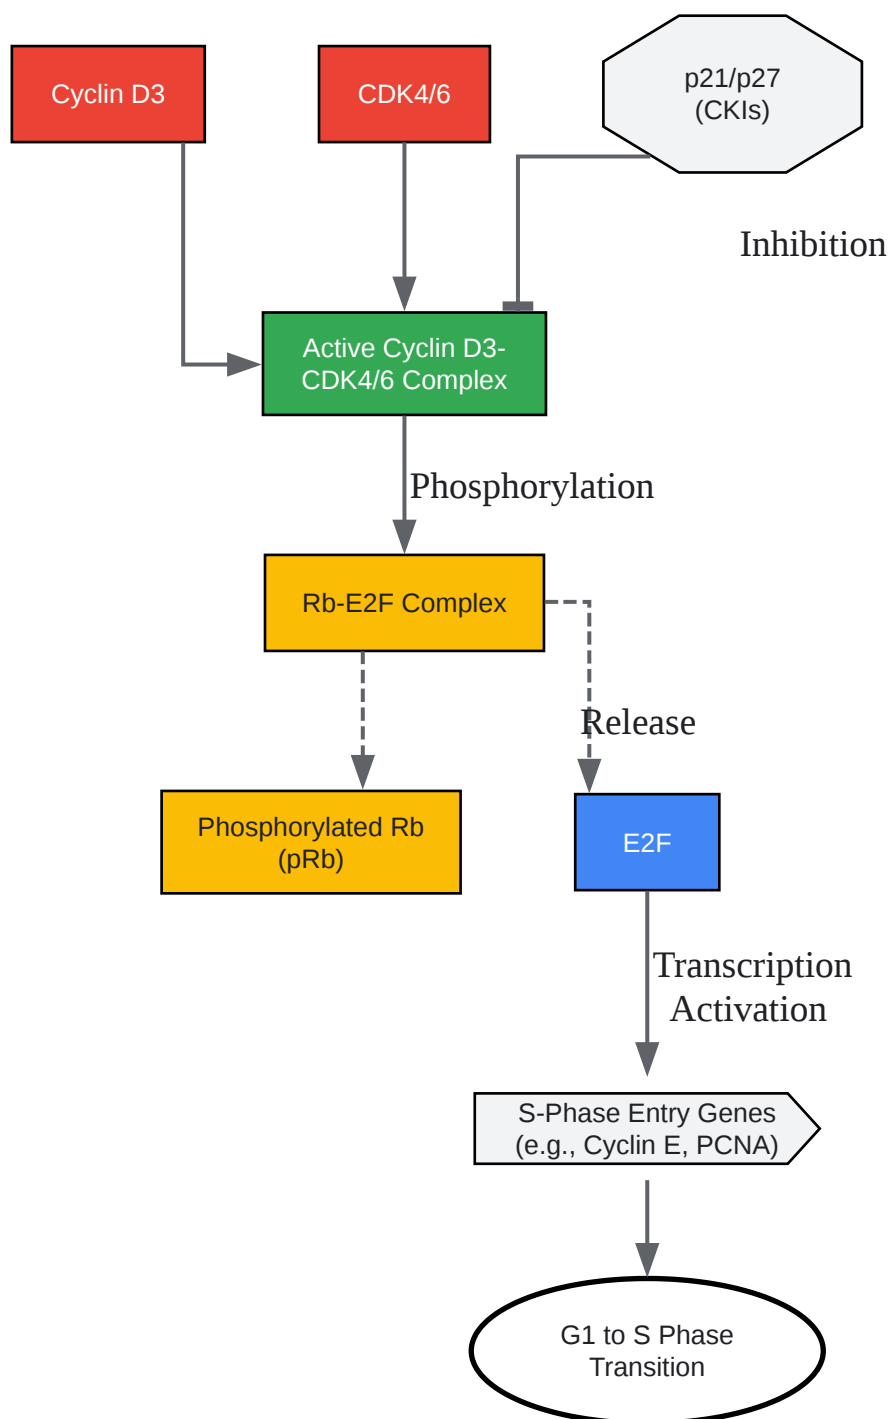 Cyclin D3
CDK4/6
p21/p27
(CKIs)
Inhibition
Active Cyclin D3-
CDK4/6 Complex
Phosphorylation
Rb-E2F Complex
Release
Phosphorylated Rb
(pRb)
E2F
Transcription
Activation
S-Phase Entry Genes
(e.g., Cyclin E, PCNA)
G1 to S Phase
Transition